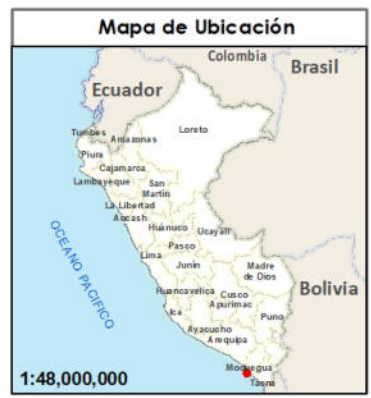 Mapa de Ubicación
Colombia
Brasil
Ecuador
Loreto
Tumbes
Amazonas
Piura
Cajamarca
Lambayeque
San
Martin
La Libertad
Ancash
Huánuco
Ucayali
Pasco
Lima
Junín
Madre
de Dios
Bolivia
Huancavelica
Cusco
Apurimac
Ica
Puno
Ayacucho
Arequipa
Moquegua
Tacna
OCEANO PACIFICO
1:48,000,000